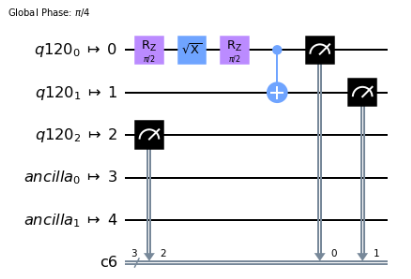 Global Phase: π/4
q120₀ ↦ 0 R_Z π/2 √X R_Z π/2
q120₁ ↦ 1
q120₂ ↦ 2
ancilla₀ ↦ 3
ancilla₁ ↦ 4
c6 3 2 0 1